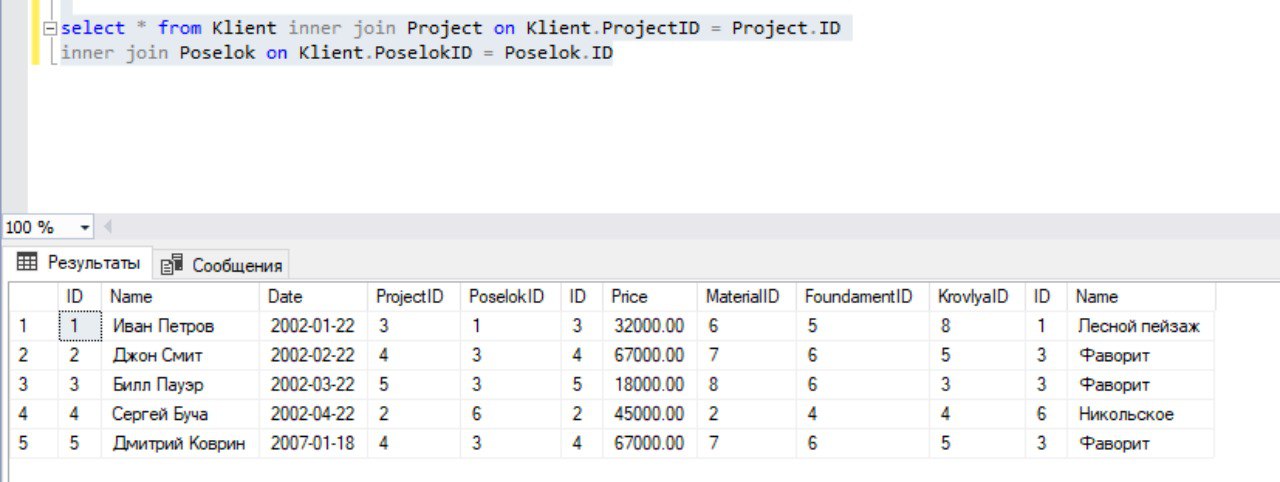 select * from Klient inner join Project on Klient.ProjectID = Project.ID
inner join Poselok on Klient.PoselokID = Poselok.ID
100 %
Результаты Сообщения
ID Name Date ProjectID PoselokID ID Price MaterialID FoundamentID KrovlyaID ID Name
1 1 Иван Петров 2002-01-22 3 1 3 32000.00 6 5 8 1 Лесной пейзаж
2 2 Джон Смит 2002-02-22 4 3 4 67000.00 7 6 5 3 Фаворит
3 3 Билл Пауэр 2002-03-22 5 3 5 18000.00 8 6 3 3 Фаворит
4 4 Сергей Буча 2002-04-22 2 6 2 45000.00 2 4 4 6 Никольское
5 5 Дмитрий Коврин 2007-01-18 4 3 4 67000.00 7 6 5 3 Фаворит